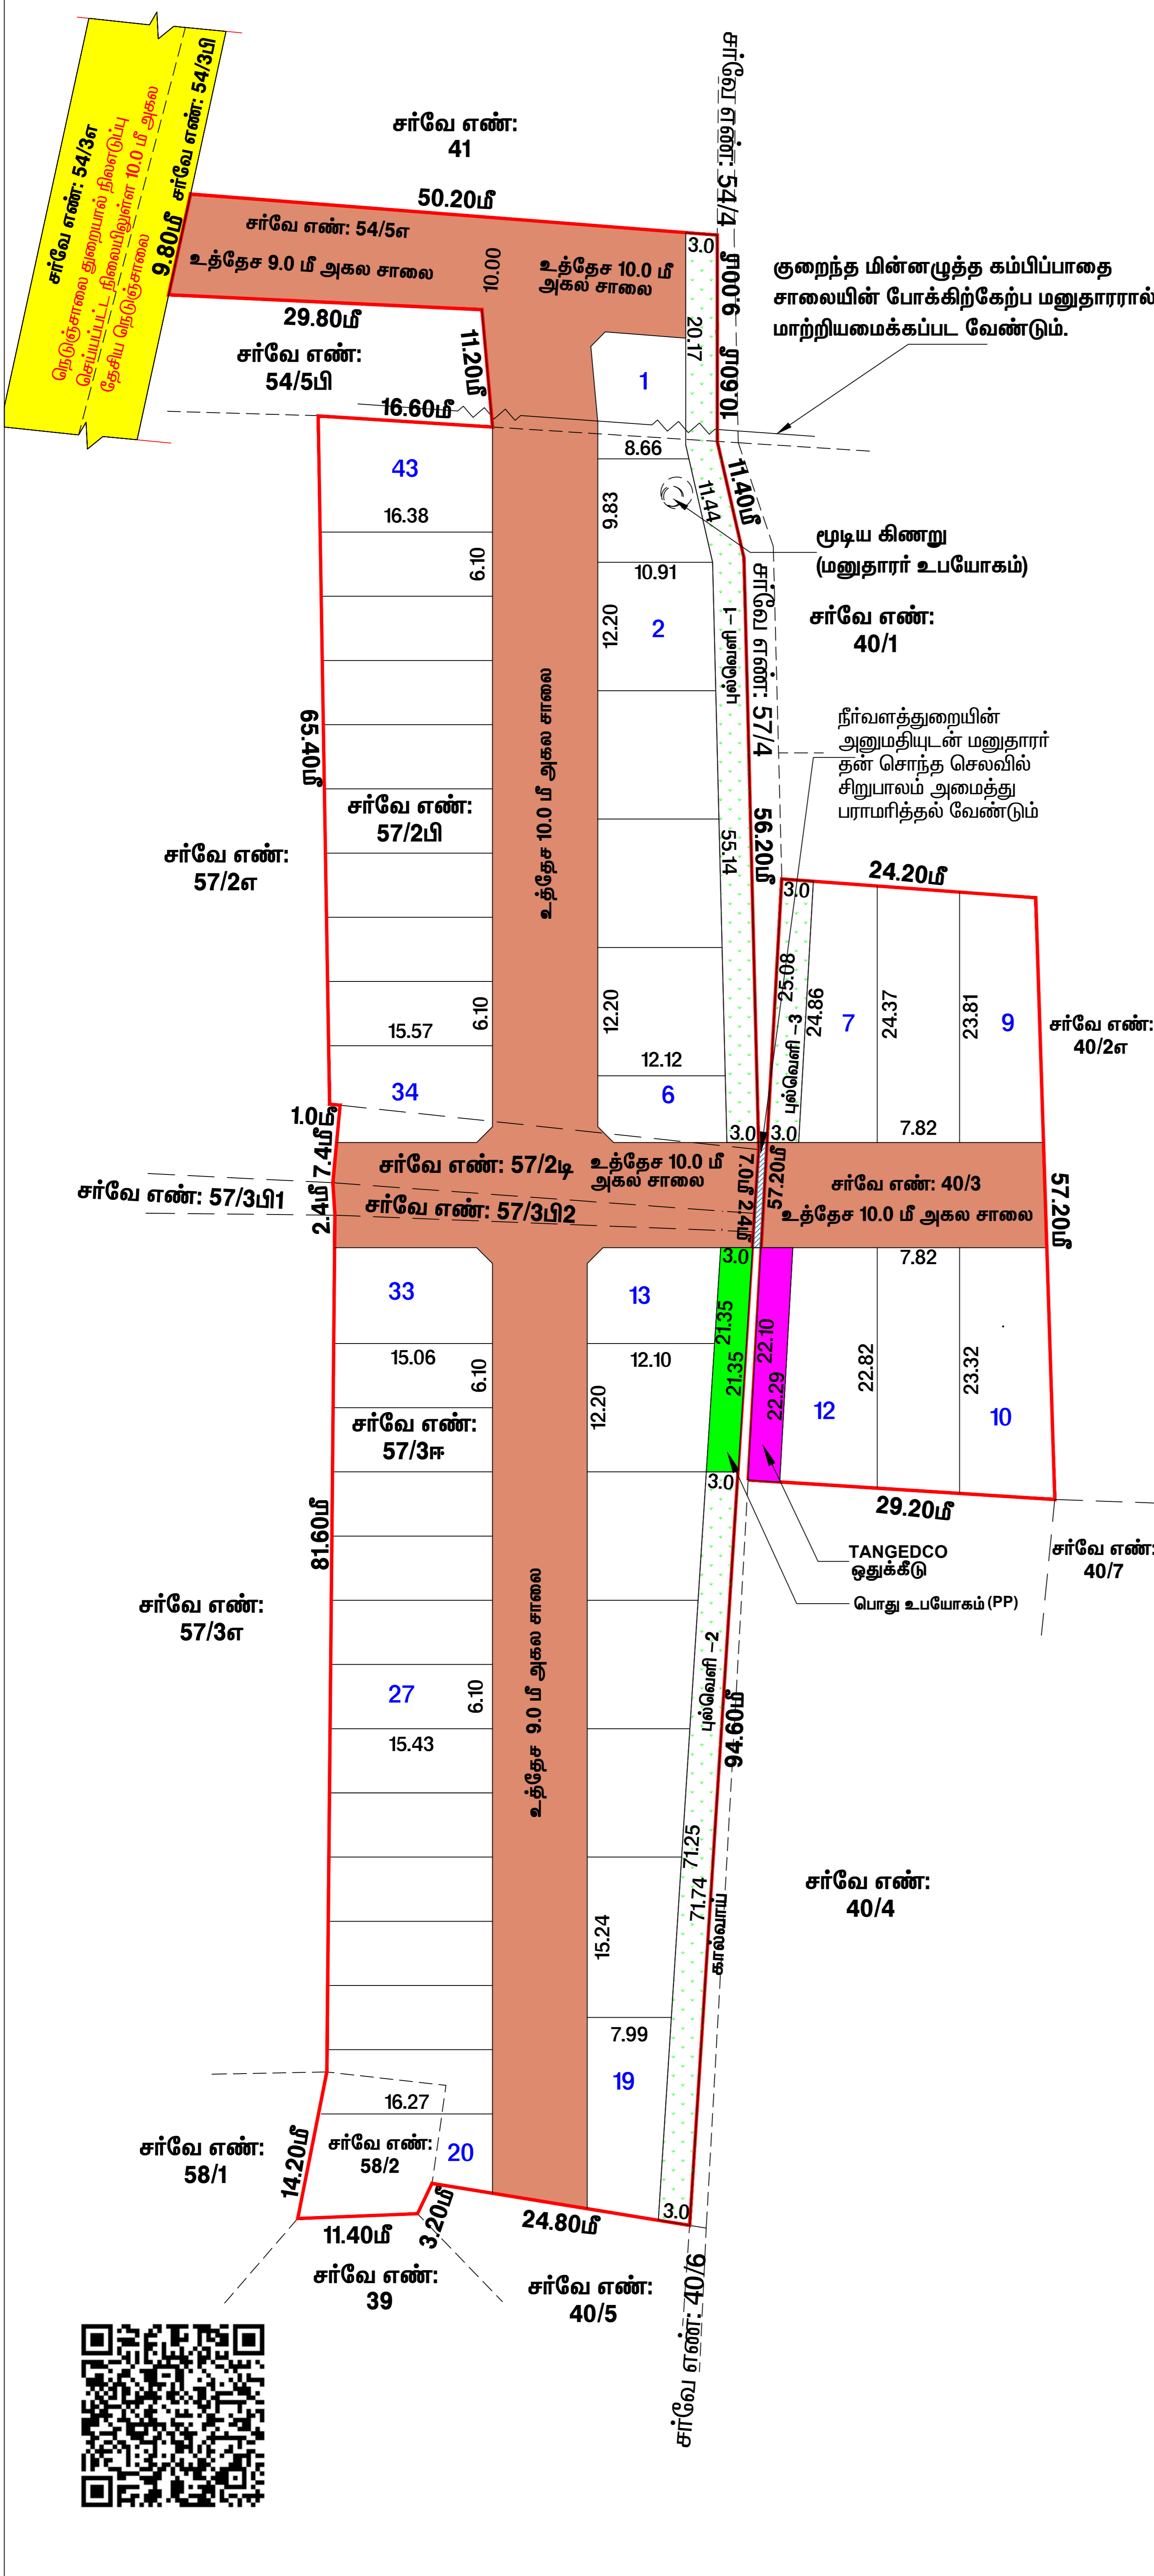 சர்வே எண்: 54/3எ
நெடுஞ்சாலை துறையால் நிலஎடுப்பு
செய்யப்பட்ட நிலையிலுள்ள 10.0 மீ அகல
தேசிய நெடுஞ்சாலை
சர்வே எண்: 54/3பி
9.80மீ
சர்வே எண்:
41
50.20மீ
சர்வே எண்: 54/4
சர்வே எண்: 54/5எ
உத்தேச 9.0 மீ அகல சாலை
10.00
உத்தேச 10.0 மீ
அகல சாலை
3.0
9.00மீ
குறைந்த மின்னழுத்த கம்பிப்பாதை
சாலையின் போக்கிற்கேற்ப மனுதாரரால்
மாற்றியமைக்கப்பட வேண்டும்.
29.80மீ
சர்வே எண்:
54/5பி
11.20மீ
20.17
10.60மீ
1
16.60மீ
43
16.38
6.10
8.66
9.83
11.44
11.40மீ
மூடிய கிணறு
(மனுதாரர் உபயோகம்)
10.91
12.20
2
புல்வெளி -1
சர்வே எண்: 57/4
சர்வே எண்:
40/1
65.40மீ
உத்தேச 10.0 மீ அகல சாலை
நீர்வளத்துறையின்
அனுமதியுடன் மனுதாரர்
தன் சொந்த செலவில்
சிறுபாலம் அமைத்து
பராமரித்தல் வேண்டும்
சர்வே எண்:
57/2பி
சர்வே எண்:
57/2எ
55.14
56.20மீ
24.20மீ
3.0
25.08
24.86
7
24.37
23.81
9
சர்வே எண்:
40/2எ
புல்வெளி -3
15.57
6.10
12.20
12.12
34
6
7.82
1.0மீ
7.4மீ
3.0
3.0
சர்வே எண்: 57/2டி
உத்தேச 10.0 மீ
அகல சாலை
7.0மீ
2.4மீ
57.20மீ
சர்வே எண்: 40/3
உத்தேச 10.0 மீ அகல சாலை
57.20மீ
சர்வே எண்: 57/3பி1
2.4மீ
சர்வே எண்: 57/3பி2
3.0
7.82
33
13
21.35
21.35
22.10
22.29
22.82
23.32
15.06
6.10
12.10
12.20
12
10
சர்வே எண்:
57/3ஈ
3.0
29.20மீ
81.60மீ
TANGEDCO
ஒதுக்கீடு
சர்வே எண்:
40/7
பொது உபயோகம் (PP)
சர்வே எண்:
57/3எ
உத்தேச 9.0 மீ அகல சாலை
புல்வெளி -2
27
6.10
15.43
94.60மீ
71.25
71.74
கால்வாய்
சர்வே எண்:
40/4
15.24
7.99
19
16.27
சர்வே எண்:
58/1
14.20மீ
சர்வே எண்:
58/2
20
3.0
11.40மீ
3.20மீ
24.80மீ
சர்வே எண்:
39
சர்வே எண்:
40/5
சர்வே எண்: 40/6